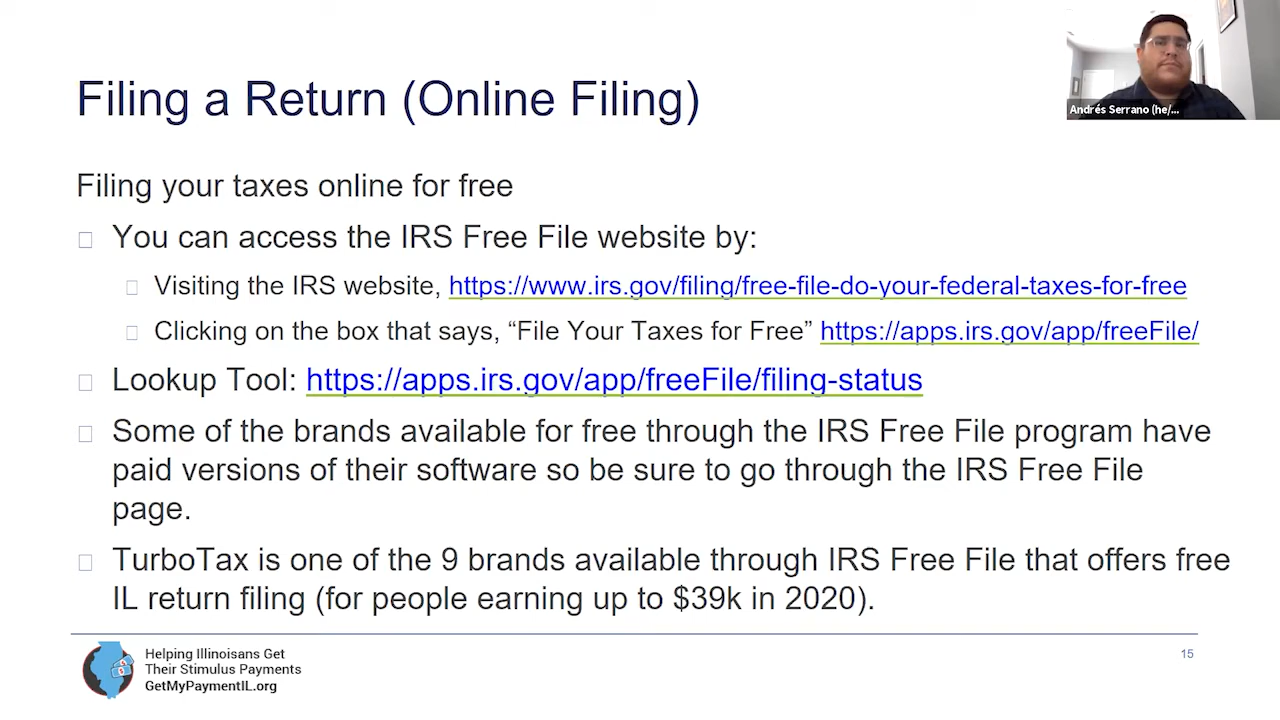 Filing a Return (Online Filing)
Andrés Serrano (he/...
Filing your taxes online for free
You can access the IRS Free File website by:
Visiting the IRS website, https://www.irs.gov/filing/free-file-do-your-federal-taxes-for-free
Clicking on the box that says, “File Your Taxes for Free” https://apps.irs.gov/app/freeFile/
Lookup Tool: https://apps.irs.gov/app/freeFile/filing-status
Some of the brands available for free through the IRS Free File program have
paid versions of their software so be sure to go through the IRS Free File
page.
TurboTax is one of the 9 brands available through IRS Free File that offers free
IL return filing (for people earning up to $39k in 2020).
Helping Illinoisans Get
Their Stimulus Payments
GetMyPaymentIL.org
15